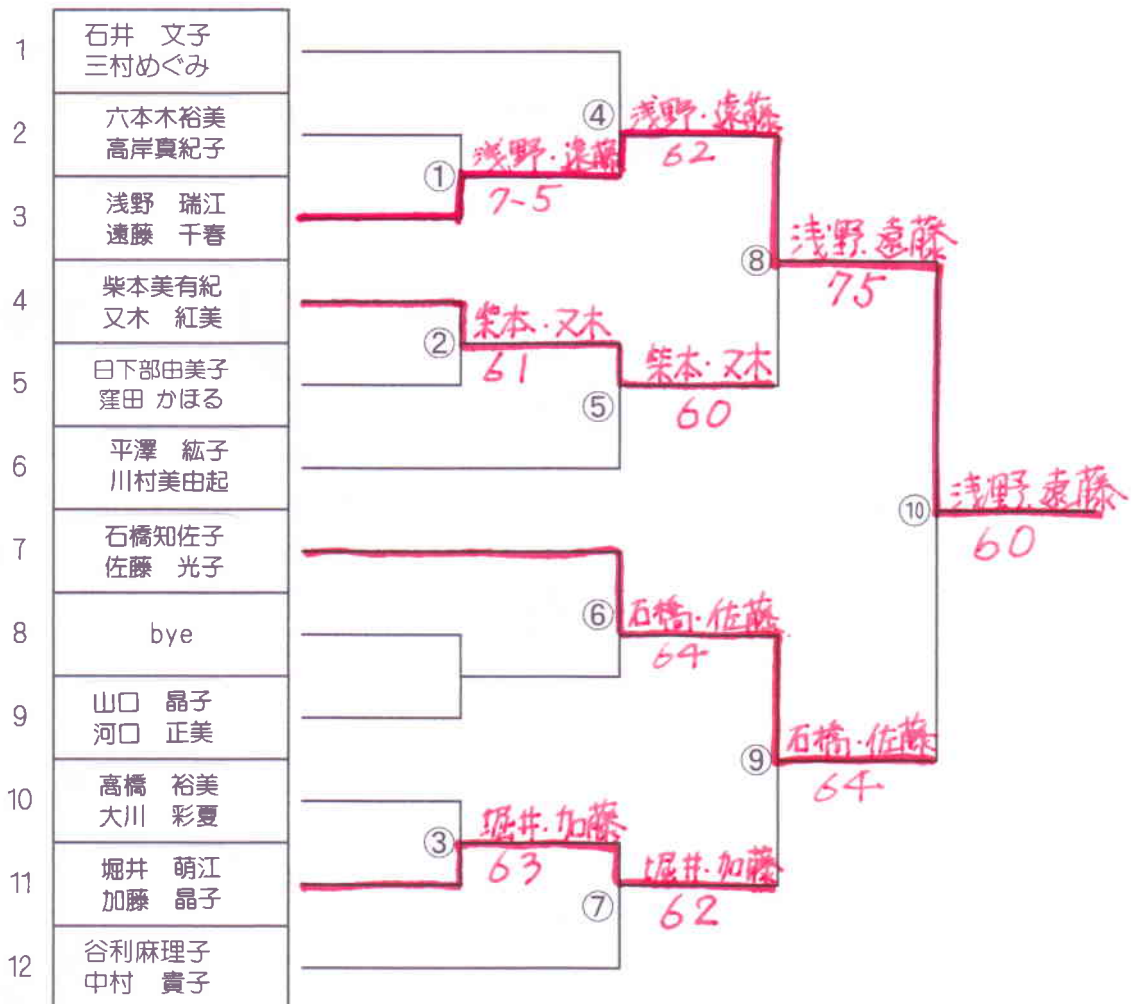 1
石井 文子
三村めぐみ
2
六本木裕美
高岸真紀子
3
浅野 瑞江
遠藤 千春
4
柴本美有紀
又木 紅美
5
日下部由美子
窪田 かほる
6
平澤 紘子
川村美由起
7
石橋知佐子
佐藤 光子
8
bye
9
山口 晶子
河口 正美
10
高橋 裕美
大川 彩夏
11
堀井 萌江
加藤 晶子
12
谷利麻理子
中村 貴子
①
浅野・遠藤
7-5
②
柴本・又木
61
③
堀井・加藤
63
④
浅野・遠藤
62
⑤
柴本・又木
60
⑥
石橋・佐藤
64
⑦
堀井・加藤
62
⑧
浅野.遠藤
75
⑨
石橋・佐藤
64
⑩
浅野.遠藤
60